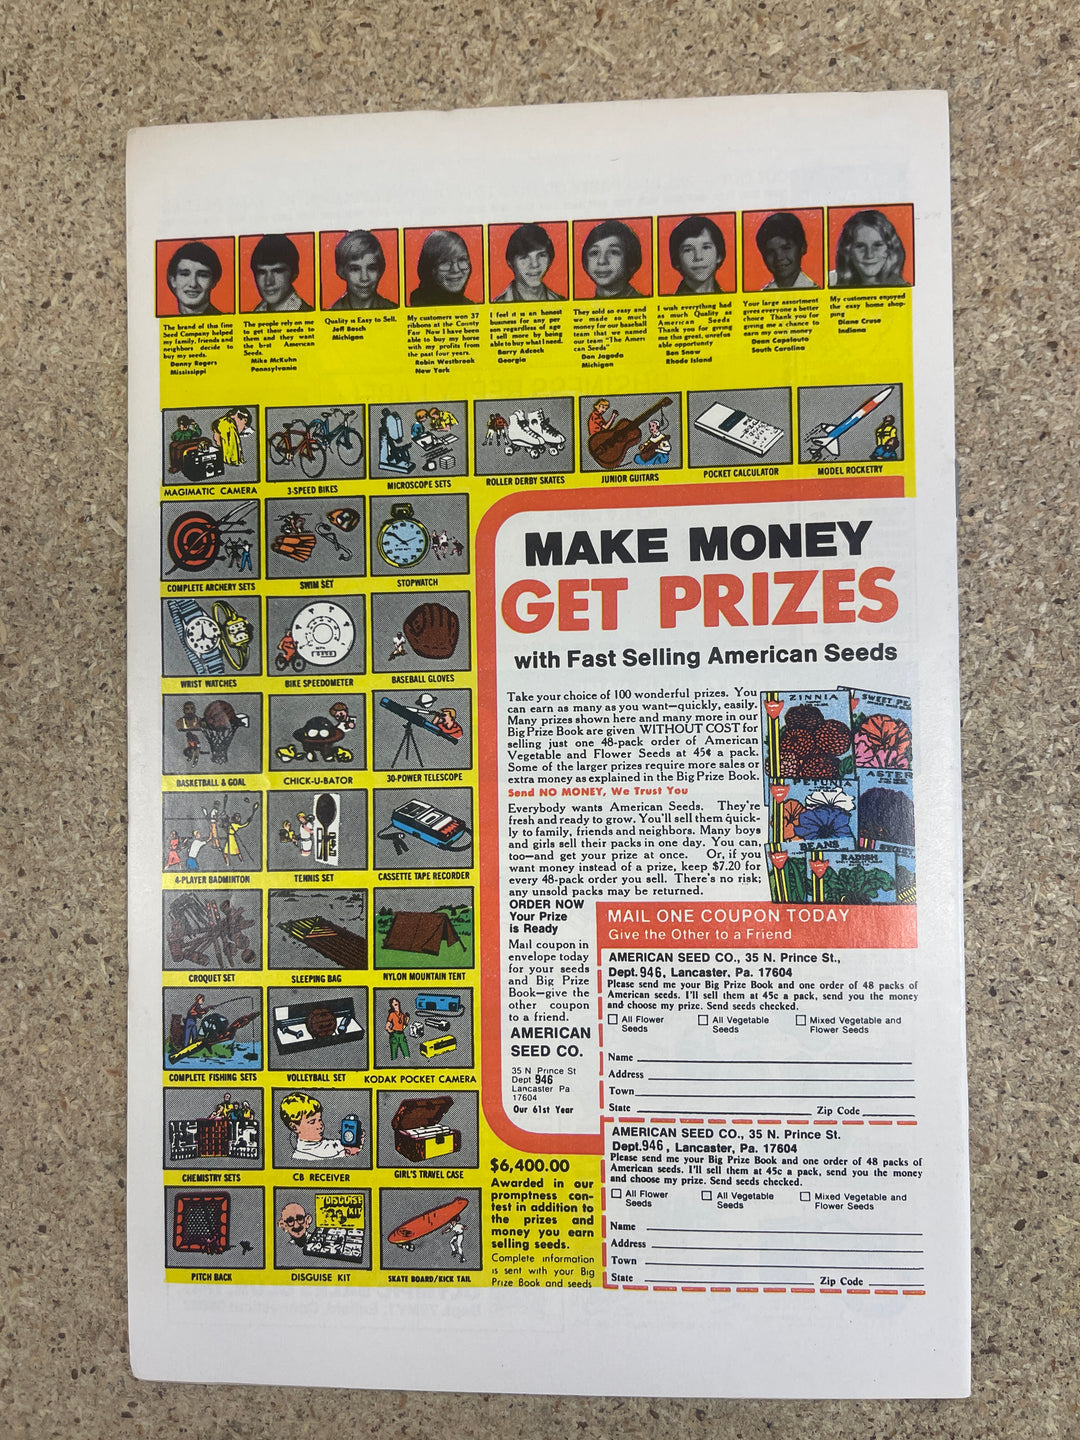 The brand of this fine
Seed Company helped
my family, friends and
neighbors decide to
buy my seeds.
Danny Rogers
Mississippi
The people rely on me
to get their seeds to
them and they want
the best American
Seeds.
Mike McKuhn
Pennsylvania
Quality is Easy to Sell.
Jeff Bosch
Michigan
My customers won 37
ribbons at the County
Fair Now I have been
able to buy my horse
with my profits from
the past four years.
Robin Westbrook
New York
I feel it is an honest
business for any per
son regardless of age
I sell more by being
able to buy what I need.
Barry Adcock
Georgia
They sold so easy and
we made so much
money for our baseball
team that we named
our team "The Ameri
can Seeds"
Don Jagoda
Michigan
I wish everything had
as much Quality as
American Seeds
Thank you for giving
me this great, unrefus
able opportunity
Ben Snow
Rhode Island
Your large assortment
gives everyone a better
choice Thank you for
giving me a chance to
earn my own money
Dean Capelouto
South Carolina
My customers enjoyed
the easy home shop-
ping
Diane Cruse
Indiana
MAGIMATIC CAMERA
3-SPEED BIKES
MICROSCOPE SETS
ROLLER DERBY SKATES
JUNIOR GUITARS
POCKET CALCULATOR
MODEL ROCKETRY
COMPLETE ARCHERY SETS
SWIM SET
STOPWATCH
WRIST WATCHES
BIKE SPEEDOMETER
BASEBALL GLOVES
BASKETBALL & GOAL
CHICK-U-BATOR
30-POWER TELESCOPE
4-PLAYER BADMINTON
TENNIS SET
CASSETTE TAPE RECORDER
CROQUET SET
SLEEPING BAG
NYLON MOUNTAIN TENT
COMPLETE FISHING SETS
VOLLEYBALL SET
KODAK POCKET CAMERA
CHEMISTRY SETS
CB RECEIVER
GIRL'S TRAVEL CASE
PITCH BACK
DISGUISE
KIT
DISGUISE KIT
SKATE BOARD/KICK TAIL
MAKE MONEY
GET PRIZES
with Fast Selling American Seeds
Take your choice of 100 wonderful prizes. You
can earn as many as you want—quickly, easily.
Many prizes shown here and many more in our
Big Prize Book are given WITHOUT COST for
selling just one 48-pack order of American
Vegetable and Flower Seeds at 45¢ a pack.
Some of the larger prizes require more sales or
extra money as explained in the Big Prize Book.
Send NO MONEY, We Trust You
Everybody wants American Seeds. They're
fresh and ready to grow. You'll sell them quick-
ly to family, friends and neighbors. Many boys
and girls sell their packs in one day. You can,
too—and get your prize at once. Or, if you
want money instead of a prize, keep $7.20 for
every 48-pack order you sell. There's no risk;
any unsold packs may be returned.
ZINNIA
SWEET PE
PETUNIA
ASTER
BEANS
RADISH
ORDER NOW
Your Prize
is Ready
Mail coupon in
envelope today
for your seeds
and Big Prize
Book—give the
other coupon
to a friend.
AMERICAN
SEED CO.
35 N Prince St
Dept 946
Lancaster Pa
17604
Our 61st Year
$6,400.00
Awarded in our
promptness con-
test in addition to
the prizes and
money you earn
selling seeds.
Complete information
is sent with your Big
Prize Book and seeds
MAIL ONE COUPON TODAY
Give the Other to a Friend
AMERICAN SEED CO., 35 N. Prince St.,
Dept. 946, Lancaster, Pa. 17604
Please send me your Big Prize Book and one order of 48 packs of
American seeds. I'll sell them at 45c a pack, send you the money
and choose my prize. Send seeds checked.
All Flower
Seeds
All Vegetable
Seeds
Mixed Vegetable and
Flower Seeds
Name
Address
Town
State Zip Code
AMERICAN SEED CO., 35 N. Prince St.
Dept. 946, Lancaster, Pa. 17604
Please send me your Big Prize Book and one order of 48 packs of
American seeds. I'll sell them at 45c a pack, send you the money
and choose my prize. Send seeds checked.
All Flower
Seeds
All Vegetable
Seeds
Mixed Vegetable and
Flower Seeds
Name
Address
Town
State Zip Code